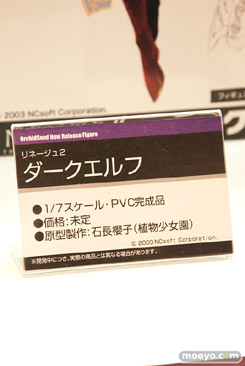 © 2003 NCsoft Corporation.
フィギュ
OrchidSeed New Release Figure
リネージュ2
ダークエルフ
●1/7スケール・PVC完成品
●価格：未定
●原型製作：石長櫻子(植物少女園)
© 2003 NCsoft Corporation.
※開発中につき、実際の商品とは異なる場合があります。
moeyo.com